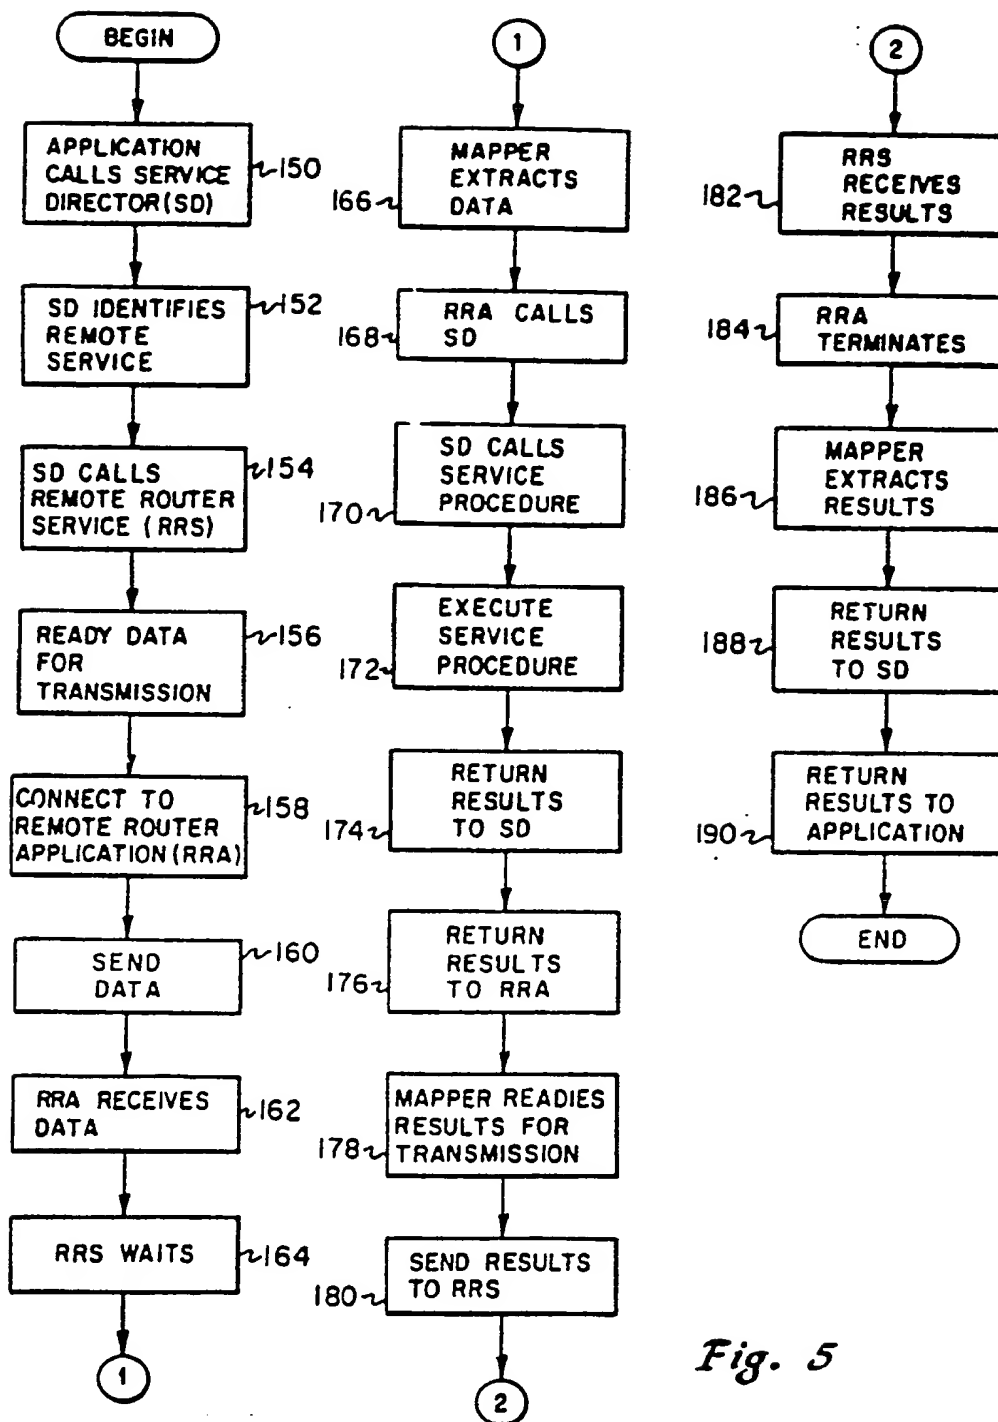 BEGIN
APPLICATION
CALLS SERVICE
DIRECTOR(SD)
150
SD IDENTIFIES
REMOTE
SERVICE
152
SD CALLS
REMOTE ROUTER
SERVICE (RRS)
154
READY DATA
FOR
TRANSMISSION
156
CONNECT TO
REMOTE ROUTER
APPLICATION(RRA)
158
SEND
DATA
160
RRA RECEIVES
DATA
162
RRS WAITS
164
1
1
MAPPER
EXTRACTS
DATA
166
RRA CALLS
SD
168
SD CALLS
SERVICE
PROCEDURE
170
EXECUTE
SERVICE
PROCEDURE
172
RETURN
RESULTS
TO SD
174
RETURN
RESULTS
TO RRA
176
MAPPER READIES
RESULTS FOR
TRANSMISSION
178
SEND RESULTS
TO RRS
180
2
2
RRS
RECEIVES
RESULTS
182
RRA
TERMINATES
184
MAPPER
EXTRACTS
RESULTS
186
RETURN
RESULTS
TO SD
188
RETURN
RESULTS TO
APPLICATION
190
END
Fig. 5